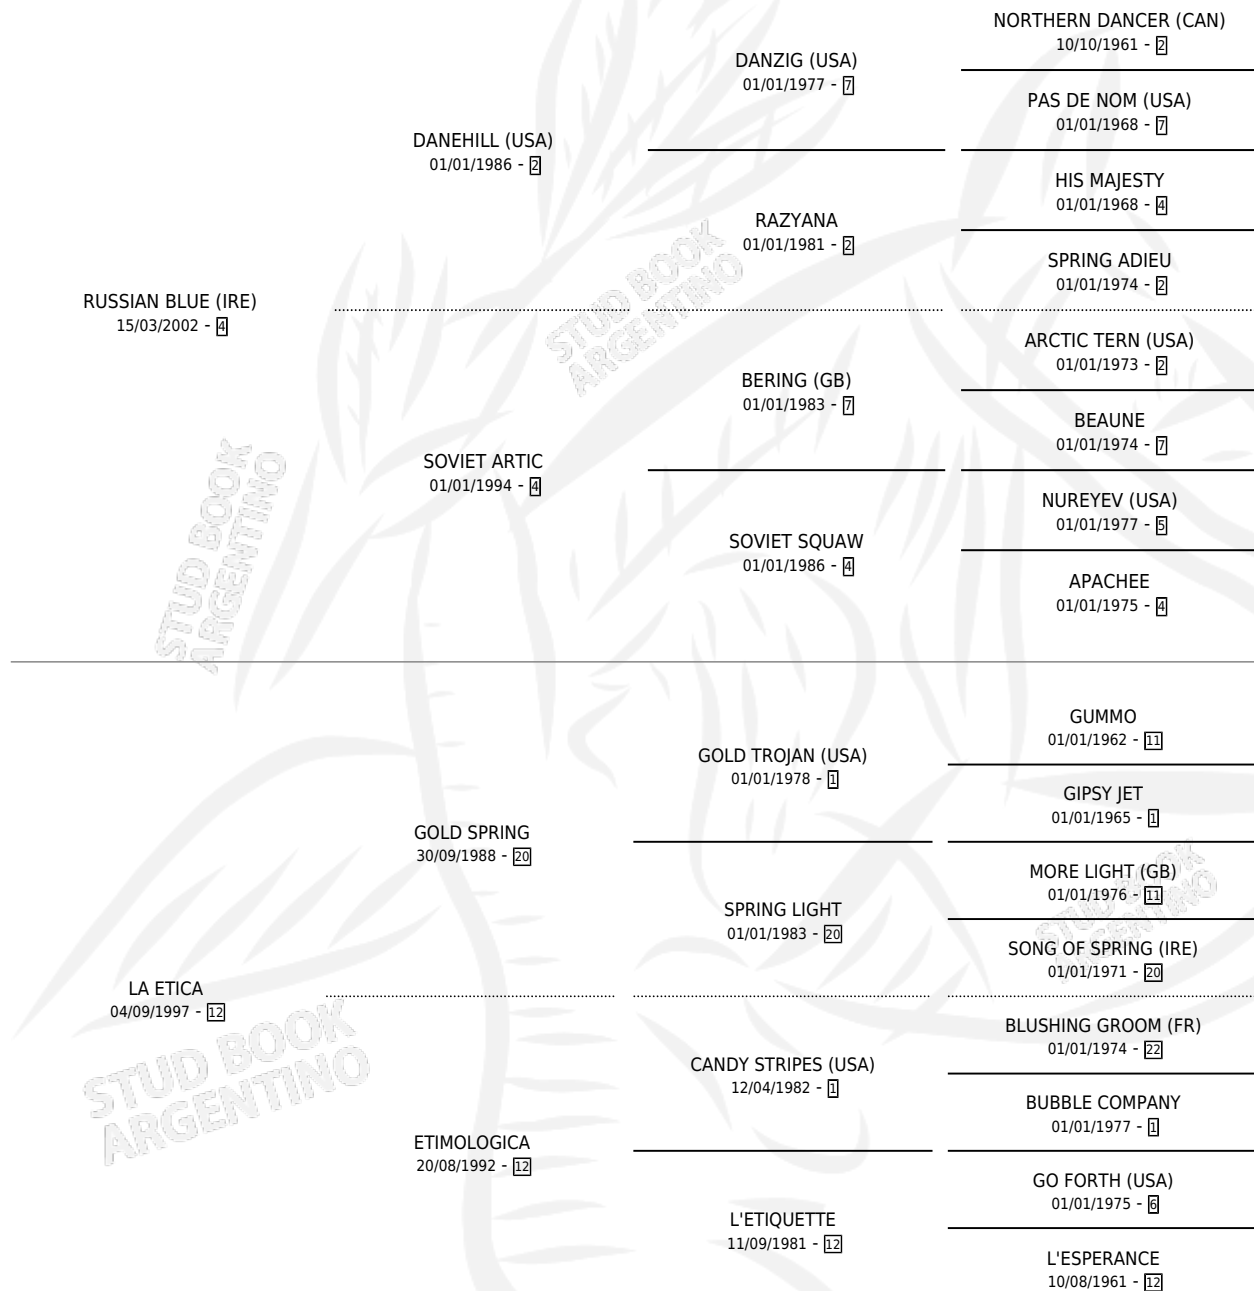 NORTHERN DANCER (CAN)
10/10/1961 - 2
DANZIG (USA)
01/01/1977 - 7
PAS DE NOM (USA)
01/01/1968 - 7
DANEHILL (USA)
01/01/1986 - 2
HIS MAJESTY
01/01/1968 - 4
RAZYANA
01/01/1981 - 2
SPRING ADIEU
01/01/1974 - 2
RUSSIAN BLUE (IRE)
15/03/2002 - 4
ARCTIC TERN (USA)
01/01/1973 - 2
BERING (GB)
01/01/1983 - 7
BEAUNE
01/01/1974 - 7
SOVIET ARTIC
01/01/1994 - 4
NUREYEV (USA)
01/01/1977 - 5
SOVIET SQUAW
01/01/1986 - 4
APACHEE
01/01/1975 - 4
GUMMO
01/01/1962 - 11
GOLD TROJAN (USA)
01/01/1978 - 1
GIPSY JET
01/01/1965 - 1
GOLD SPRING
30/09/1988 - 20
MORE LIGHT (GB)
01/01/1976 - 11
SPRING LIGHT
01/01/1983 - 20
SONG OF SPRING (IRE)
01/01/1971 - 20
LA ETICA
04/09/1997 - 12
BLUSHING GROOM (FR)
01/01/1974 - 22
CANDY STRIPES (USA)
12/04/1982 - 1
BUBBLE COMPANY
01/01/1977 - 1
ETIMOLOGICA
20/08/1992 - 12
GO FORTH (USA)
01/01/1975 - 6
L'ETIQUETTE
11/09/1981 - 12
L'ESPERANCE
10/08/1961 - 12
STUD BOOK
ARGENTINO
STUD BOOK
ARGENTINO
STUD BOOK
ARGENTINO
STUD BOOK
ARGENTINO